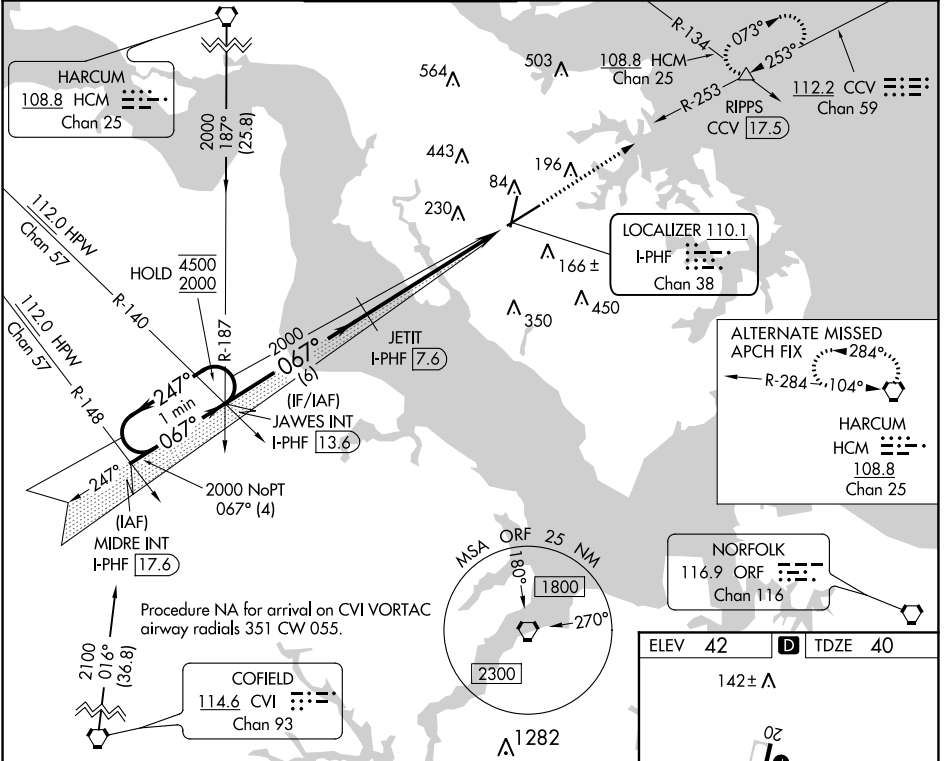 HARCUM
108.8 HCM
Chan 25
2000
187°
(25.8)
564
503
443
196
84
230
166 ±
350
450
R-134
073°
253°
108.8 HCM
Chan 25
R-253
RIPPS
CCV 17.5
112.2 CCV
Chan 59
LOCALIZER 110.1
I-PHF
Chan 38
112.0 HPW
Chan 57
R-140
112.0 HPW
Chan 57
R-148
HOLD 4500
2000
R-187
2000
067°
(6)
JETIT
I-PHF 7.6
247°
1 min
067°
(IF/IAF)
JAWES INT
I-PHF 13.6
247°
2000 NoPT
067° (4)
(IAF)
MIDRE INT
I-PHF 17.6
ALTERNATE MISSED
APCH FIX
284°
R-284
104°
HARCUM
HCM
108.8
Chan 25
Procedure NA for arrival on CVI VORTAC
airway radials 351 CW 055.
2100
016°
(36.8)
COFIELD
114.6 CVI
Chan 93
MSA ORF 25 NM
180°
1800
270°
2300
1282
NORFOLK
116.9 ORF
Chan 116
ELEV 42 D TDZE 40
142±
20